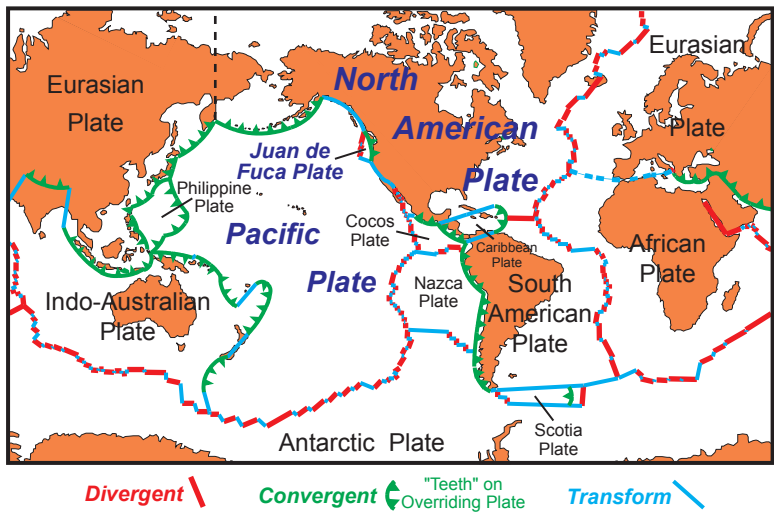 Eurasian
Plate
North
American
Plate
Eurasian
Plate
Juan de
Fuca Plate
Philippine
Plate
Pacific
Plate
Cocos
Plate
Caribbean
Plate
African
Plate
Indo-Australian
Plate
Nazca
Plate
South
American
Plate
Scotia
Plate
Antarctic Plate
Divergent
Convergent
"Teeth" on
Overriding Plate
Transform